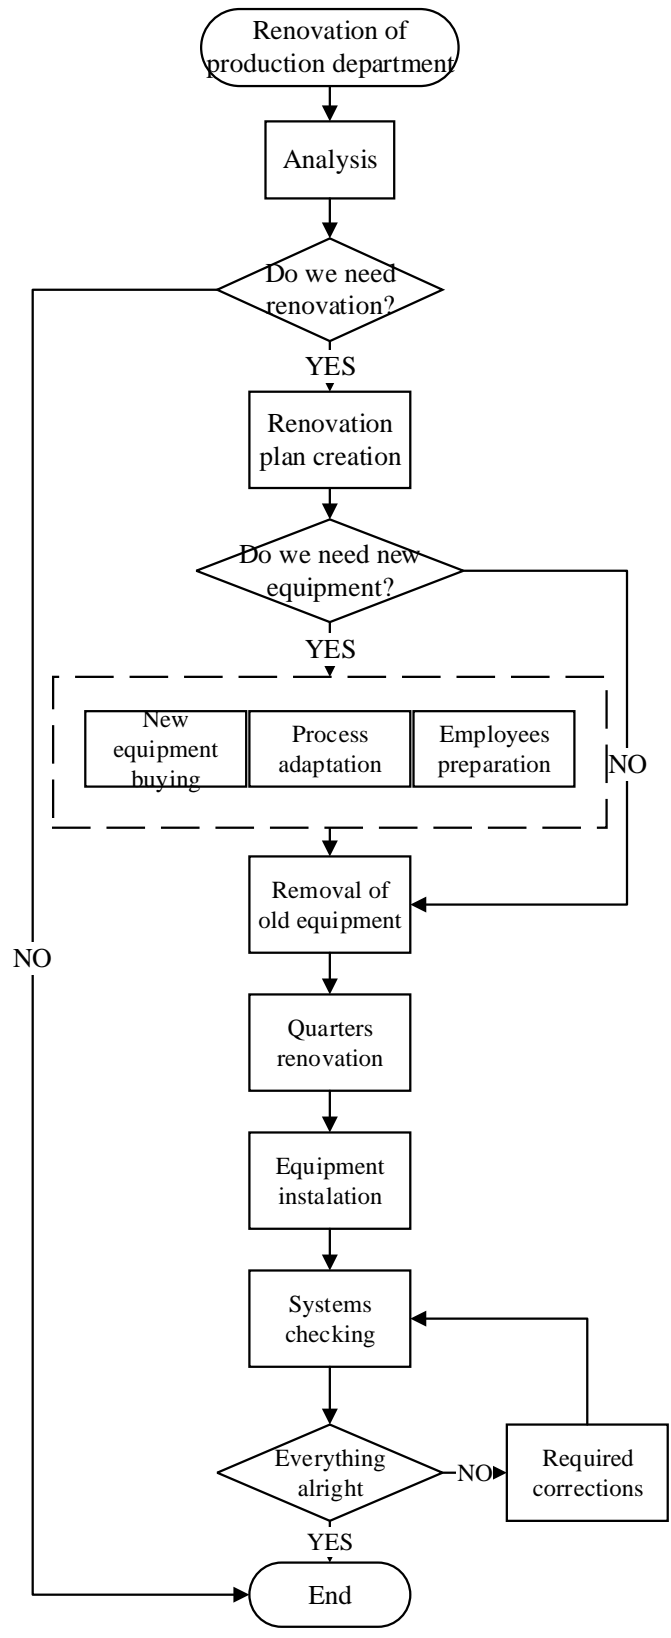 Renovation of
production department
Analysis
Do we need
renovation?
YES
Renovation
plan creation
Do we need new
equipment?
YES
New
equipment
buying
Process
adaptation
Employees
preparation
NO
Removal of
old equipment
NO
Quarters
renovation
Equipment
instalation
Systems
checking
Everything
alright
NO
Required
corrections
YES
End